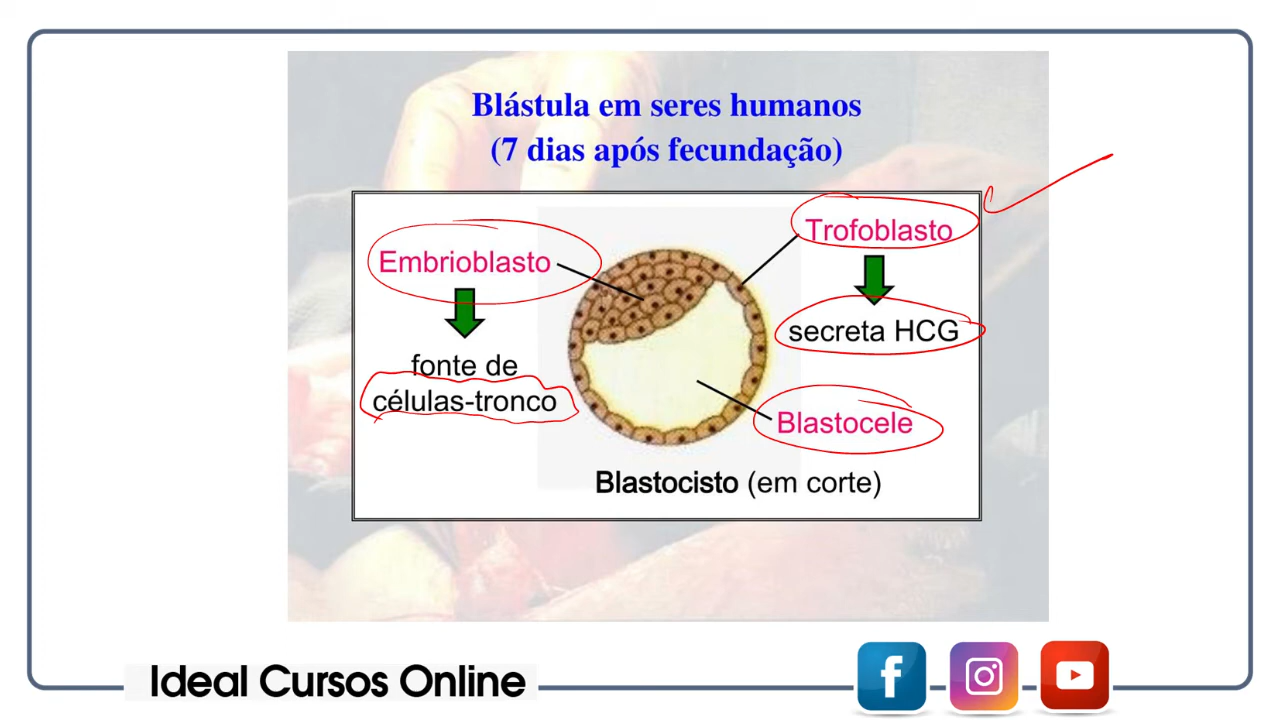 Blástula em seres humanos
(7 dias após fecundação)
Embrioblasto
fonte de
células-tronco
Trofoblasto
secreta HCG
Blastocele
Blastocisto (em corte)
Ideal Cursos Online